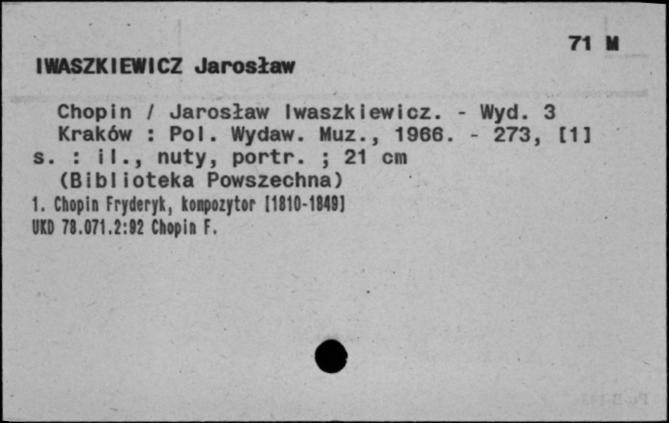 71 M
IWASZKIEWICZ Jarosław
Chopin / Jarosław Iwaszkiewicz. - Wyd. 3
Kraków : Pol. Wydaw. Muz., 1966. - 273, [1]
s. : il., nuty, portr. ; 21 cm
(Biblioteka Powszechna)
1. Chopin Fryderyk, kompozytor [1810-1849]
UKD 78.071.2:92 Chopin F.